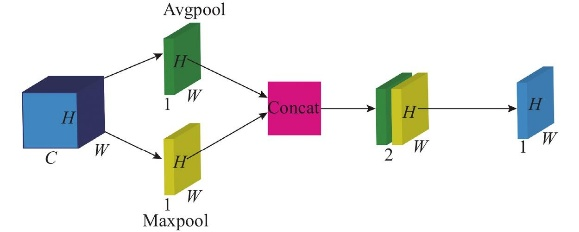 Avgpool
H
1 W
H
C W
Concat
H
2 W
H
1 W
H
1 W
Maxpool